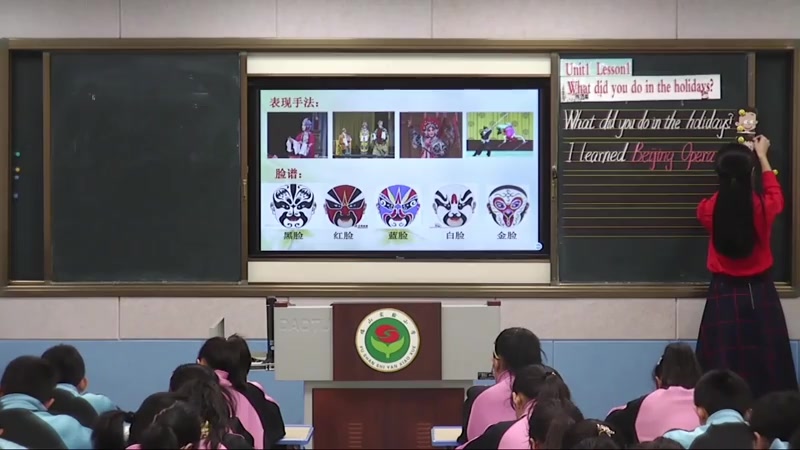 表现手法：
脸谱：
黑脸 红脸 蓝脸 白脸 金脸
Unit1 Lesson1
What did you do in the holidays?
What did you do in the holidays?
I learned Beijing Opera